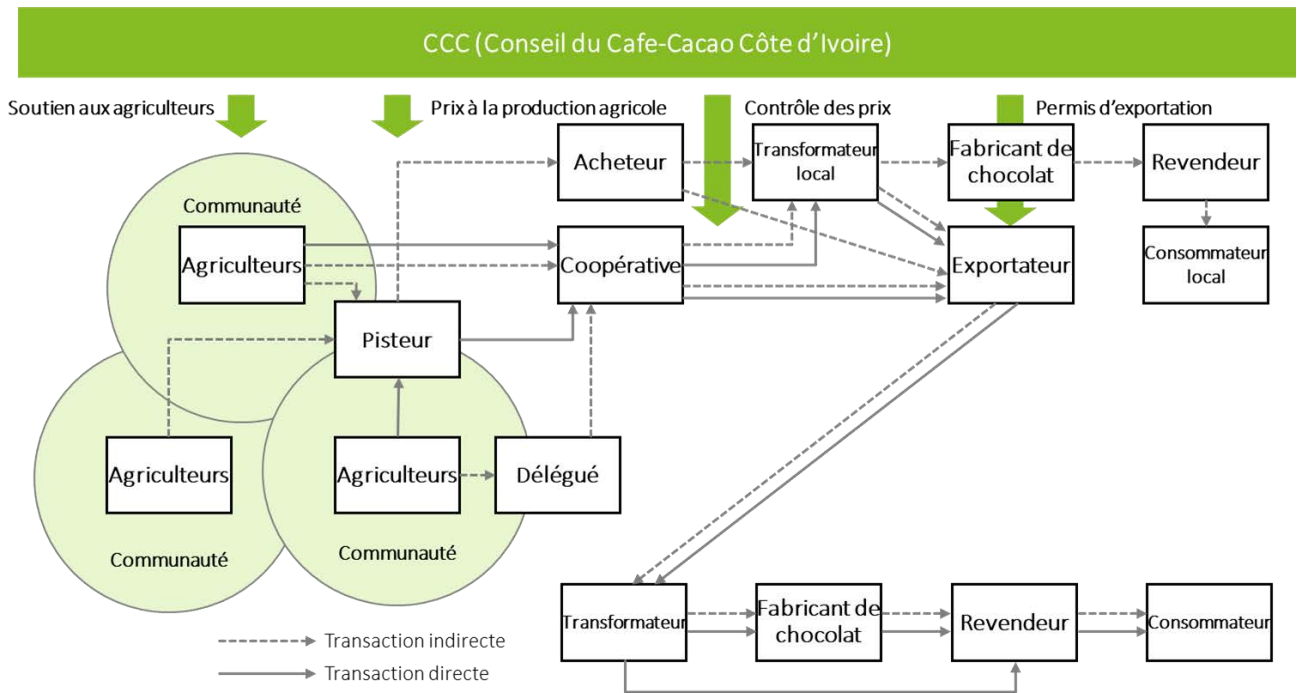 CCC (Conseil du Cafe-Cacao Côte d'Ivoire)
Soutien aux agriculteurs
Prix à la production agricole
Contrôle des prix
Permis d'exportation
Acheteur
Transformateur
local
Fabricant de
chocolat
Revendeur
Communauté
Agriculteurs
Coopérative
Exportateur
Consommateur
local
Pisteur
Agriculteurs
Agriculteurs
Délégué
Communauté
Communauté
Transformateur
Fabricant de
chocolat
Revendeur
Consommateur
Transaction indirecte
Transaction directe